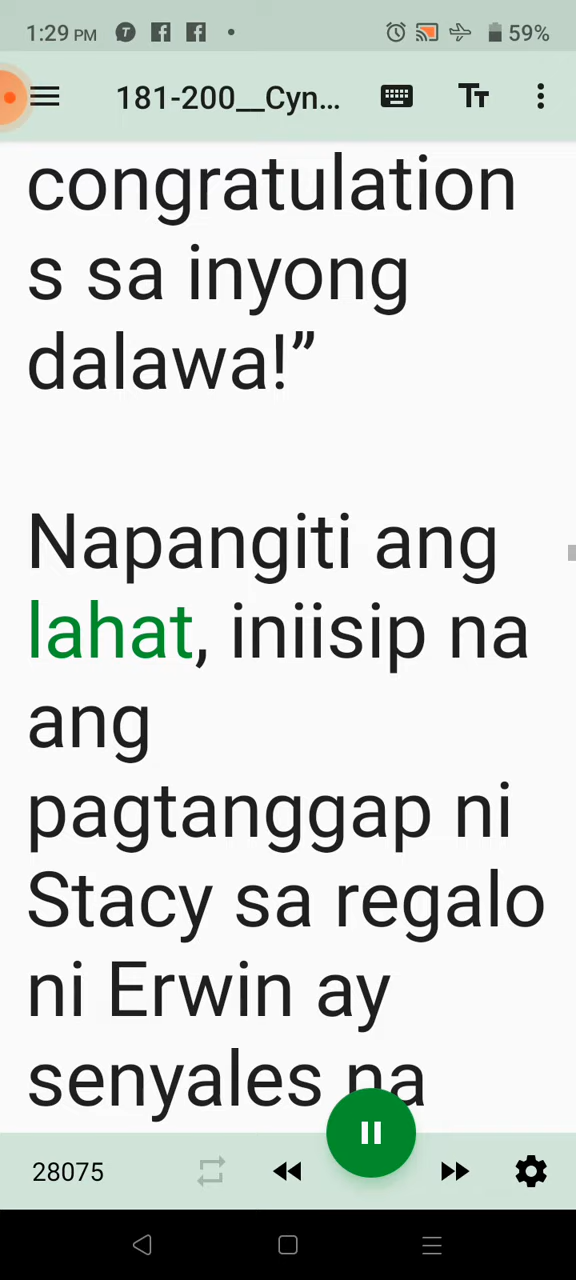 1:29 PM
59%
181-200__Cyn...
TT
congratulation
s sa inyong
dalawa!”
Napangiti ang
lahat, iniisip na
ang
pagtanggap ni
Stacy sa regalo
ni Erwin ay
senyales na
28075